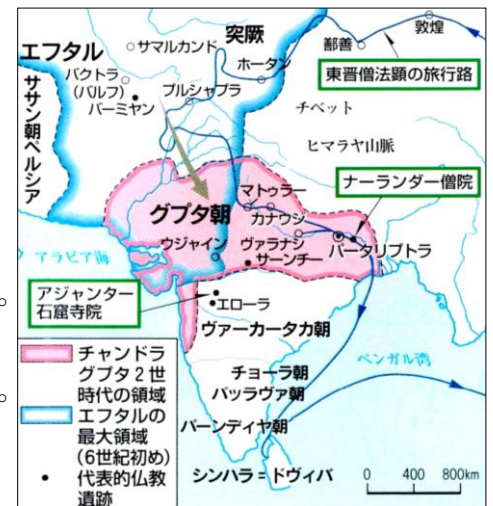 突厥
敦煌
エフタル
サマルカンド
鄯善
ホータン
東晋僧法顕の旅行路
バクトラ
(バルフ)
プルシャプラ
バーミヤン
チベット
ササン朝ペルシア
ヒマラヤ山脈
マトゥラー
ナーランダー僧院
グプタ朝
カナウジ
ウジャイン
ヴァラナシ
パータリプトラ
サーンチー
アラビア海
アジャンター
石窟寺院
エローラ
ヴァーカータカ朝
チャンドラ
グプタ2世
時代の領域
エフタルの
最大領域
(6世紀初め)
代表的仏教
遺跡
チョーラ朝
パッラヴァ朝
パーンディヤ朝
ベンガル湾
シンハラ=ドヴィパ
0 400 800km